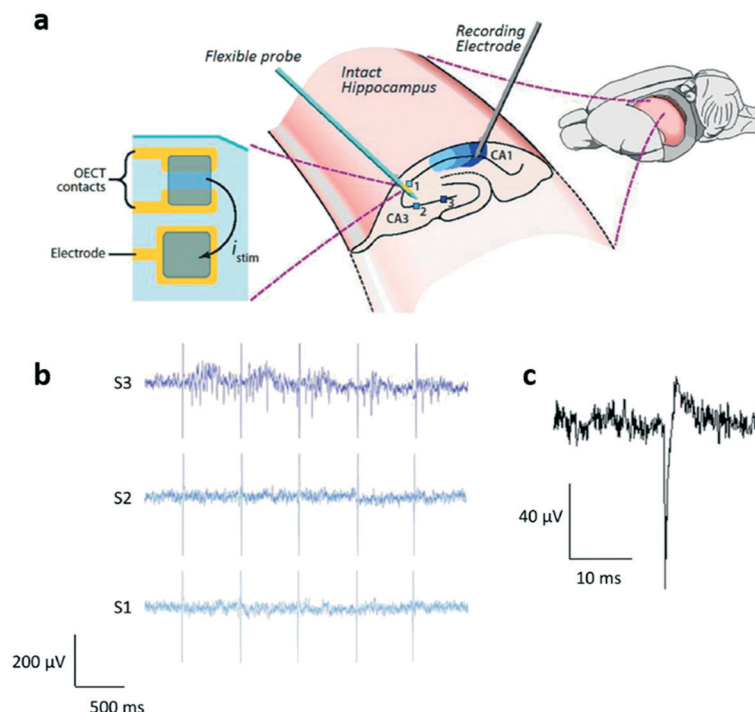 a
Flexible probe
Recording
Electrode
Intact
Hippocampus
OECT
contacts
Electrode
i stim
CA1
1
CA3
2
3
b
S3
S2
S1
200 µV
500 ms
c
40 µV
10 ms